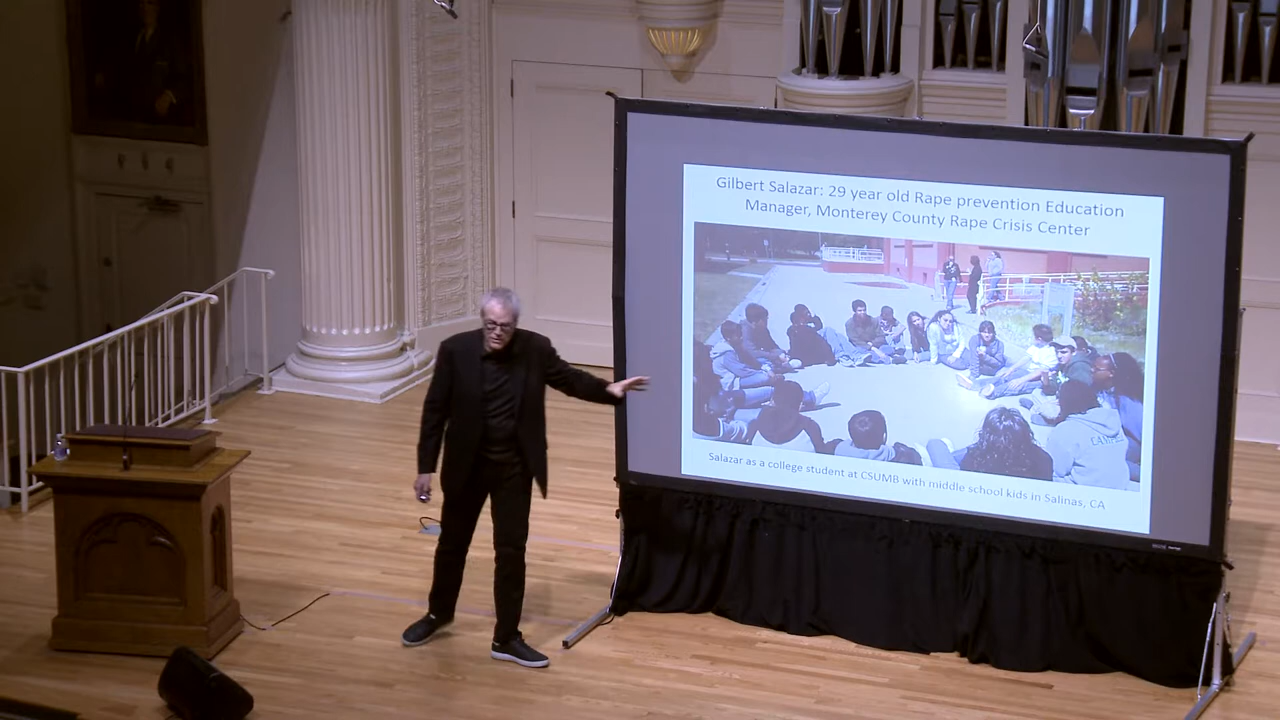 Gilbert Salazar: 29 year old Rape prevention Education
Manager, Monterey County Rape Crisis Center
Salazar as a college student at CSUMB with middle school kids in Salinas, CA